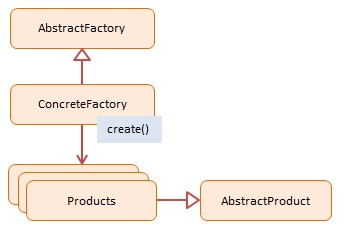 AbstractFactory
ConcreteFactory
create()
Products
AbstractProduct